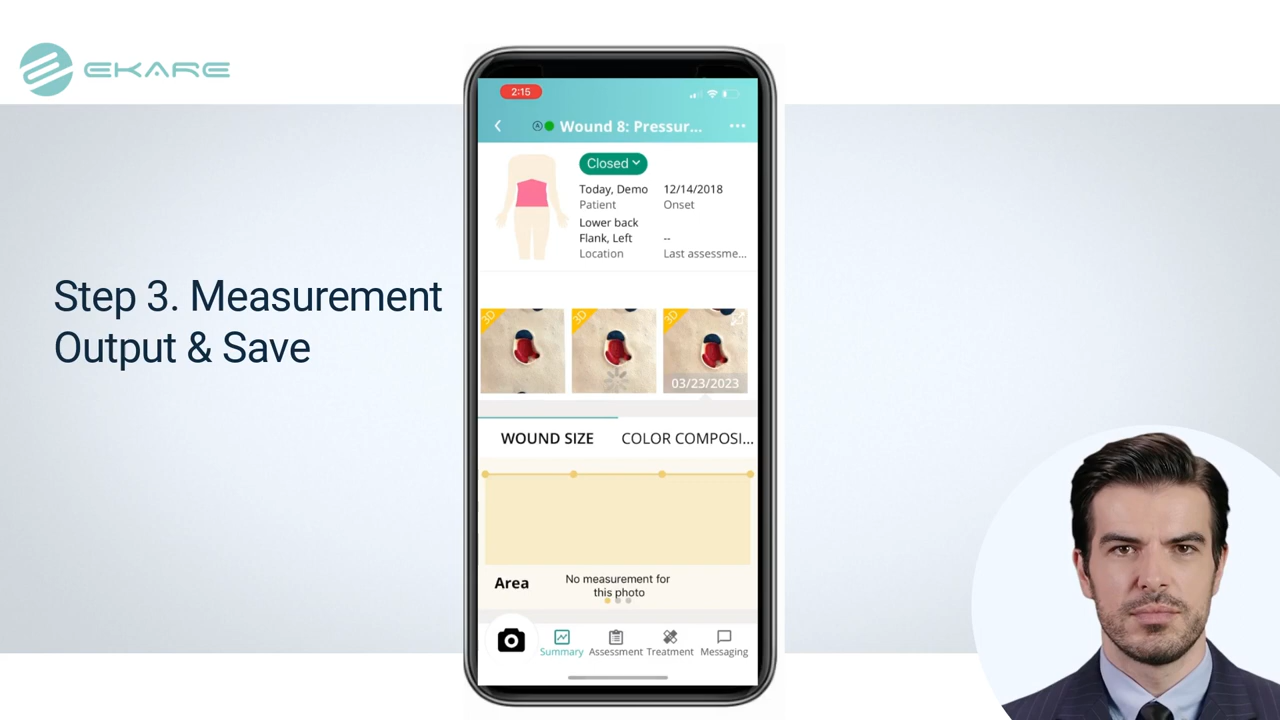 EKARE
Step 3. Measurement
Output & Save
2:15
Wound 8: Pressur...
Closed
Today, Demo 12/14/2018
Patient Onset
Lower back
Flank, Left --
Location Last assessme...
3D 3D 3D
03/23/2023
WOUND SIZE COLOR COMPOSI...
Area No measurement for
this photo
Summary Assessment Treatment Messaging